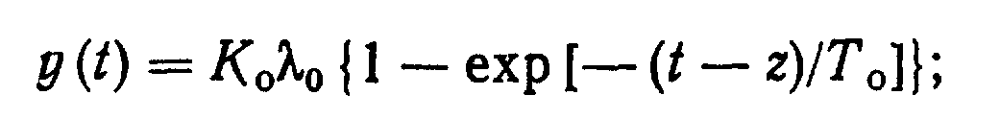 y (t) = K₀λ₀ {1 — exp [—(t — z)/T₀]};